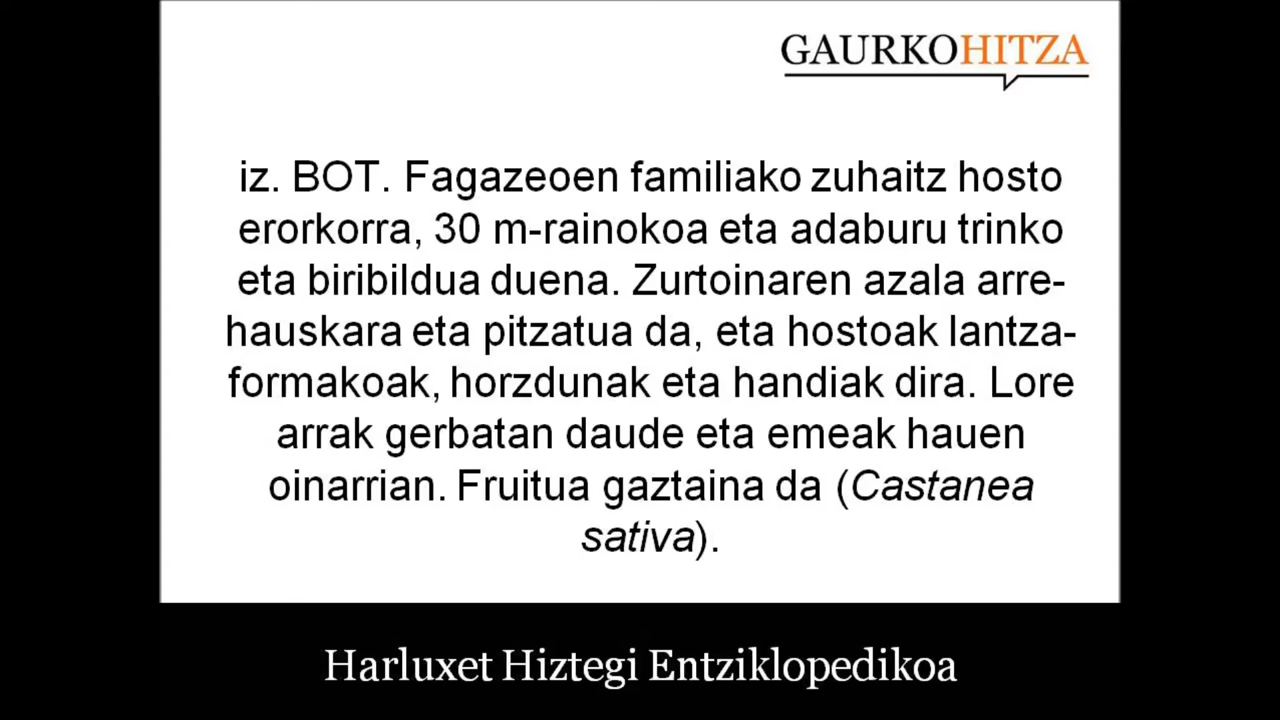 GAURKOHITZA
iz. BOT. Fagazeoen familiako zuhaitz hosto
erorkorra, 30 m-rainokoa eta adaburu trinko
eta biribildua duena. Zurtoinaren azala arre-
hauskara eta pitzatua da, eta hostoak lantza-
formakoak, horzdunak eta handiak dira. Lore
arrak gerbatan daude eta emeak hauen
oinarrian. Fruitua gaztaina da (Castanea
sativa).
Harluxet Hiztegi Entziklopedikoa